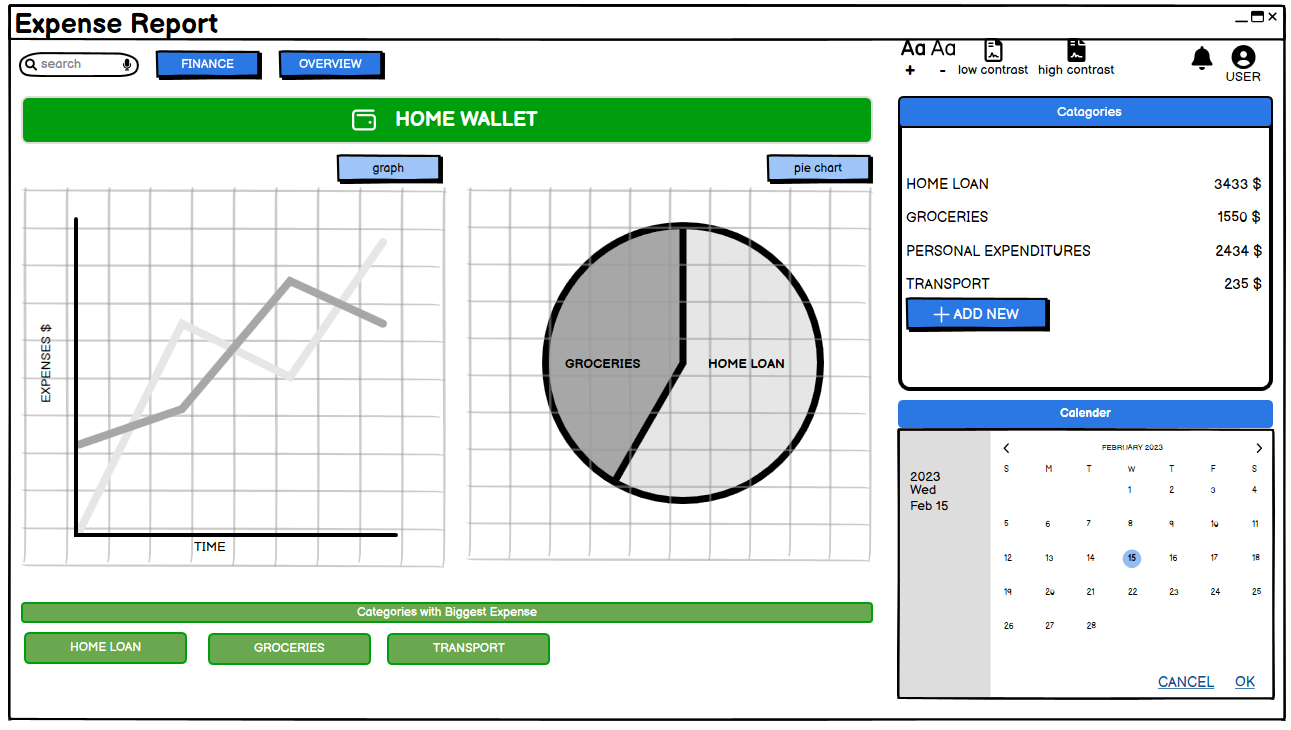 Expense Report
search
FINANCE
OVERVIEW
Aa Aa
+ -
low contrast
high contrast
USER
HOME WALLET
graph
pie chart
EXPENSES $
TIME
GROCERIES
HOME LOAN
Categories with Biggest Expense
HOME LOAN
GROCERIES
TRANSPORT
Catagories
HOME LOAN 3433 $
GROCERIES 1550 $
PERSONAL EXPENDITURES 2434 $
TRANSPORT 235 $
+ ADD NEW
Calender
2023
Wed
Feb 15
< FEBRUARY 2023 >
S M T W T F S
1 2 3 4
5 6 7 8 9 10 11
12 13 14 15 16 17 18
19 20 21 22 23 24 25
26 27 28
CANCEL OK